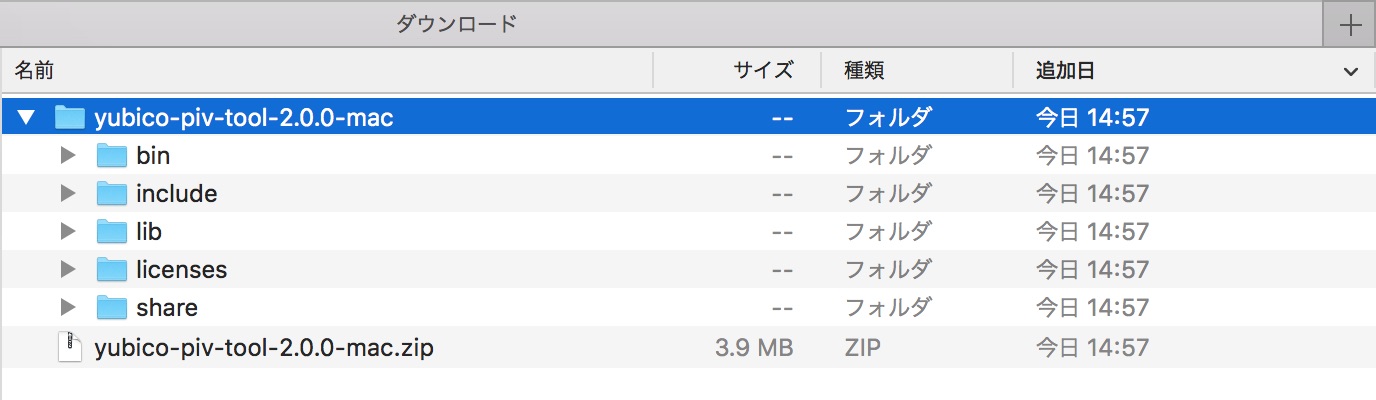 ダウンロード
名前 サイズ 種類 追加日
yubico-piv-tool-2.0.0-mac -- フォルダ 今日 14:57
bin -- フォルダ 今日 14:57
include -- フォルダ 今日 14:57
lib -- フォルダ 今日 14:57
licenses -- フォルダ 今日 14:57
share -- フォルダ 今日 14:57
yubico-piv-tool-2.0.0-mac.zip 3.9 MB ZIP 今日 14:57